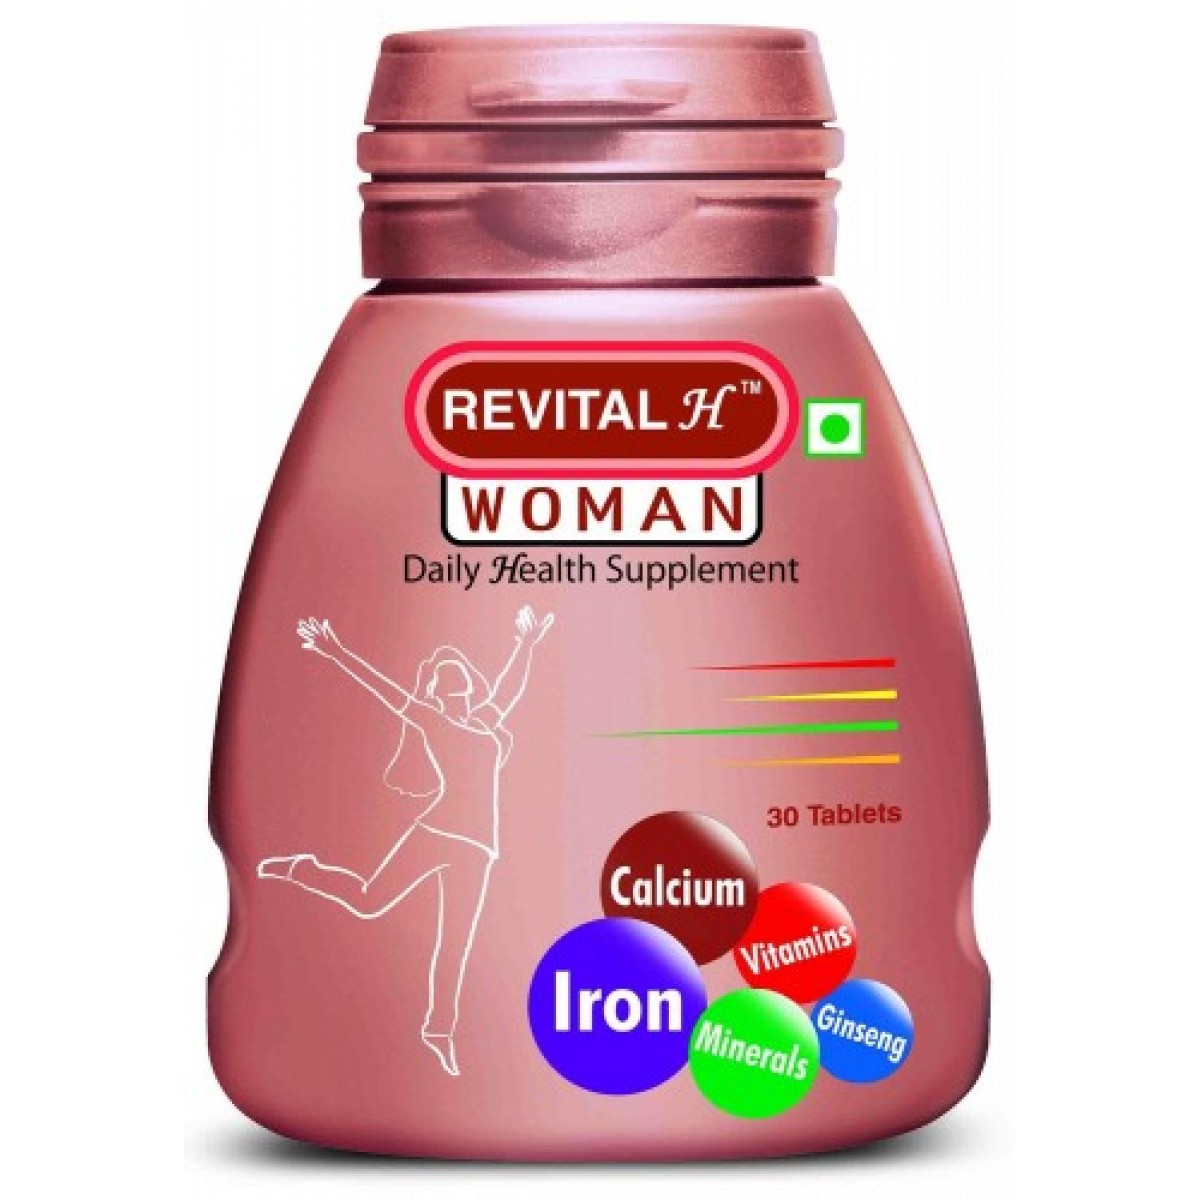 REVITAL H™
WOMAN
Daily Health Supplement
30 Tablets
Calcium
Vitamins
Iron
Ginseng
Minerals